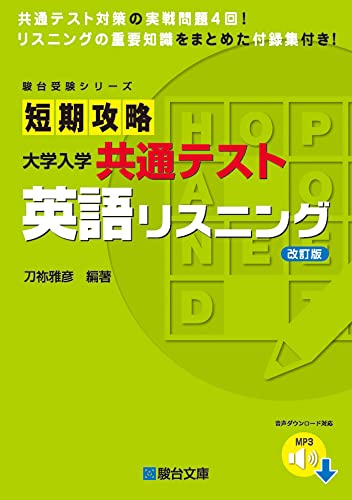 共通テスト対策の実戦問題4回!
リスニングの重要知識をまとめた付録集付き!
駿台受験シリーズ
短期攻略
大学入学 共通テスト
英語リスニング
改訂版
刀祢雅彦 編著
HOP
AND
音声ダウンロード対応
MP3
駿台文庫